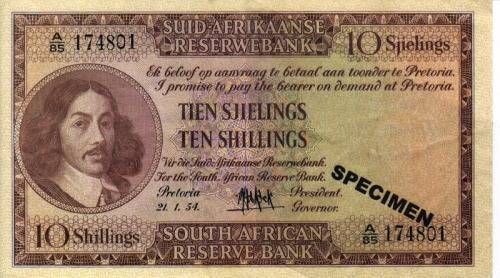 SUID-AFRIKAANSE
RESERWEBANK
A/85 174801
10 Sjielings
Ek beloof op aanvraag te betaal aan toonder te Pretoria.
I promise to pay the bearer on demand at Pretoria.
TIEN SJIELINGS
TEN SHILLINGS
Vir die Suid-Afrikaanse Reserwebank.
For the South African Reserve Bank.
Pretoria President.
21.1.54. Governor.
SPECIMEN
A/85 174801
10 Shillings
SOUTH AFRICAN
RESERVE BANK